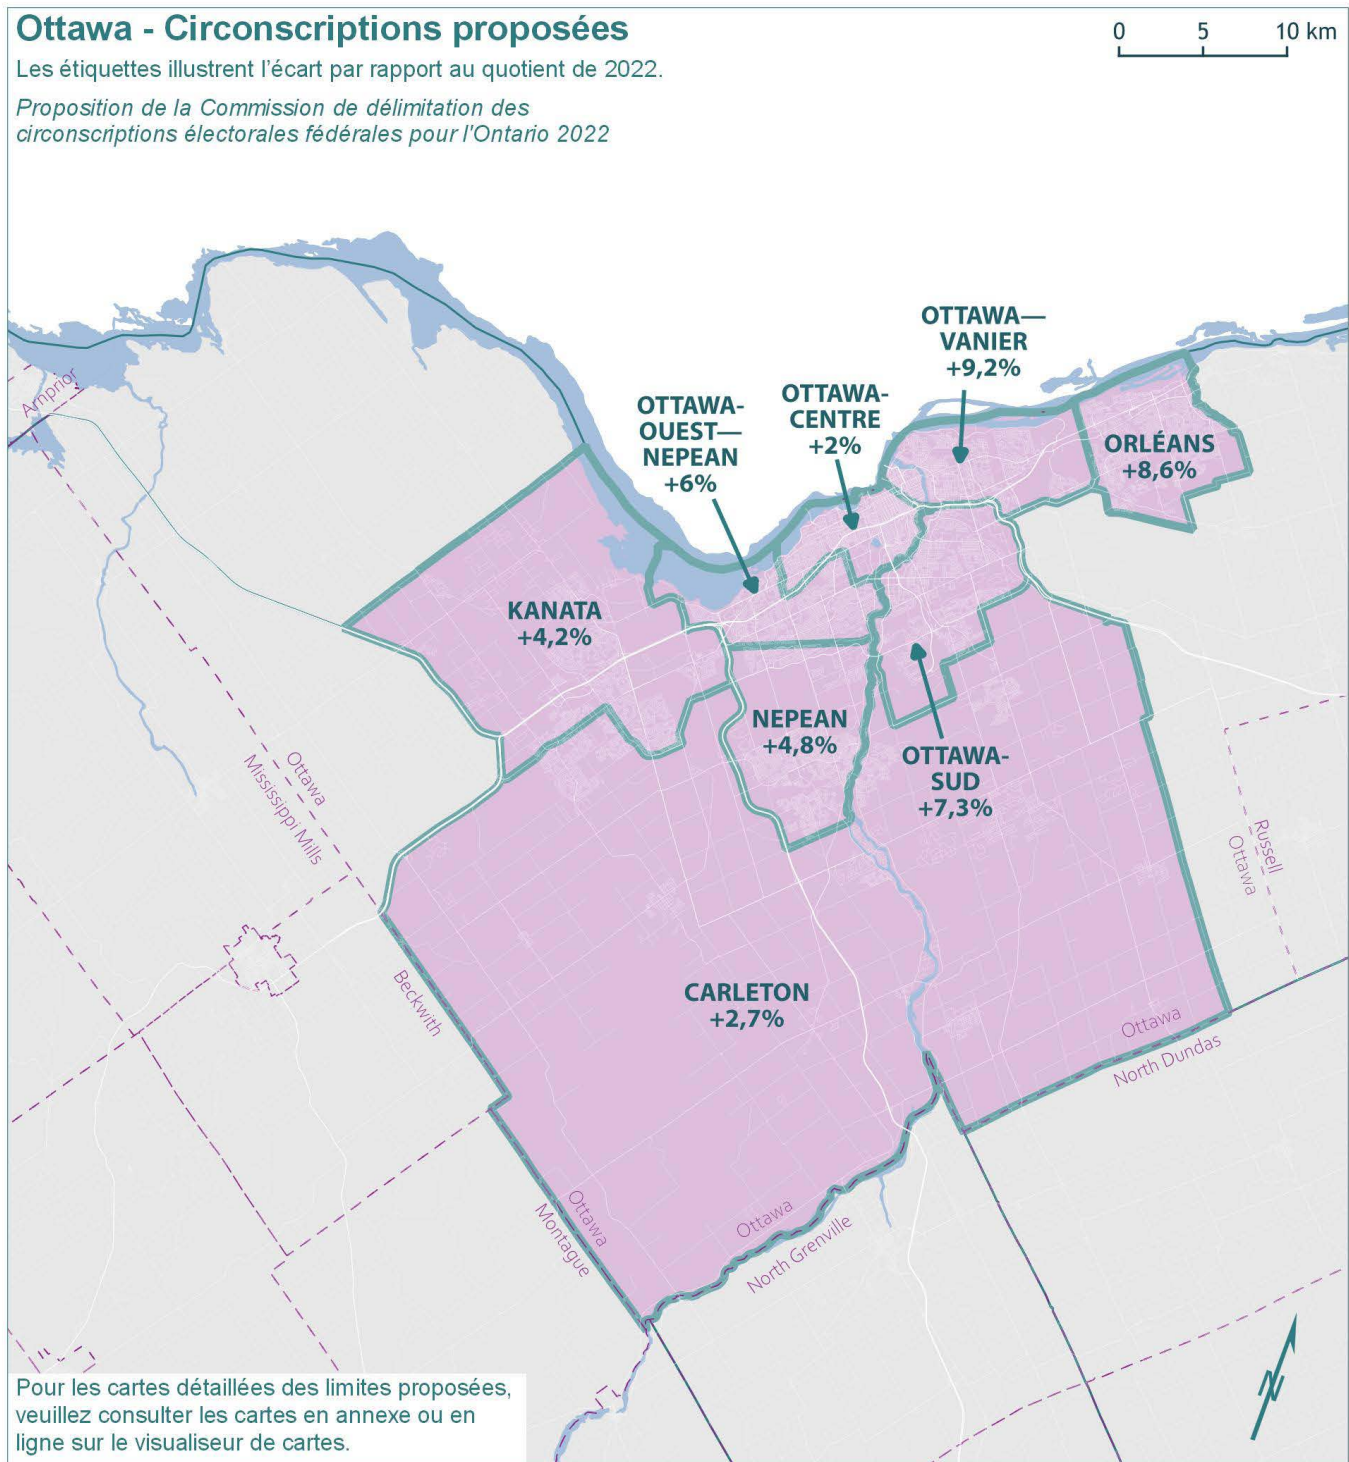 Ottawa - Circonscriptions proposées
Les étiquettes illustrent l’écart par rapport au quotient de 2022.
Proposition de la Commission de délimitation des
circonscriptions électorales fédérales pour l'Ontario 2022
0 5 10 km
OTTAWA—
VANIER
+9,2%
OTTAWA-
CENTRE
+2%
OTTAWA-
OUEST—
NEPEAN
+6%
ORLÉANS
+8,6%
Arnprior
KANATA
+4,2%
NEPEAN
+4,8%
OTTAWA-
SUD
+7,3%
Ottawa
Mississippi Mills
Russell
Ottawa
Beckwith
CARLETON
+2,7%
Ottawa
North Dundas
Ottawa
Montague
Ottawa
North Grenville
N
Pour les cartes détaillées des limites proposées,
veuillez consulter les cartes en annexe ou en
ligne sur le visualiseur de cartes.